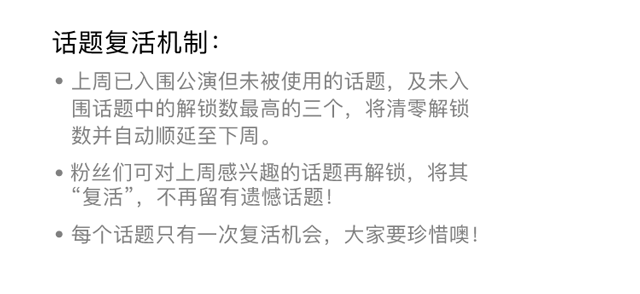 话题复活机制：
• 上周已入围公演但未被使用的话题，及未入
围话题中的解锁数最高的三个，将清零解锁
数并自动顺延至下周。
• 粉丝们可对上周感兴趣的话题再解锁，将其
“复活”，不再留有遗憾话题！
• 每个话题只有一次复活机会，大家要珍惜噢！